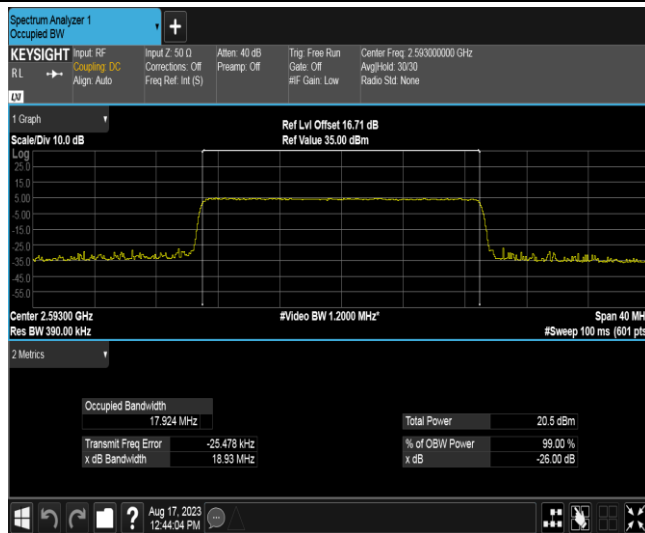 Spectrum Analyzer 1
Occupied BW
+
KEYSIGHT
RL
Input: RF
Coupling: DC
Align: Auto
Input Z: 50 Ω
Corrections: Off
Freq Ref: Int (S)
Atten: 40 dB
Preamp: Off
Trig: Free Run
Gate: Off
#IF Gain: Low
Center Freq: 2.593000000 GHz
Avg|Hold: 30/30
Radio Std: None
1 Graph
Scale/Div 10.0 dB
Ref Lvl Offset 16.71 dB
Ref Value 35.00 dBm
Log
25.0
15.0
5.00
-5.00
-15.0
-25.0
-35.0
-45.0
-55.0
Center 2.59300 GHz
#Video BW 1.2000 MHz*
Span 40 MH
Res BW 390.00 kHz
#Sweep 100 ms (601 pts
2 Metrics
Occupied Bandwidth
17.924 MHz
Total Power 20.5 dBm
Transmit Freq Error -25.478 kHz
% of OBW Power 99.00 %
x dB Bandwidth 18.93 MHz
x dB -26.00 dB
?
Aug 17, 2023
12:44:04 PM